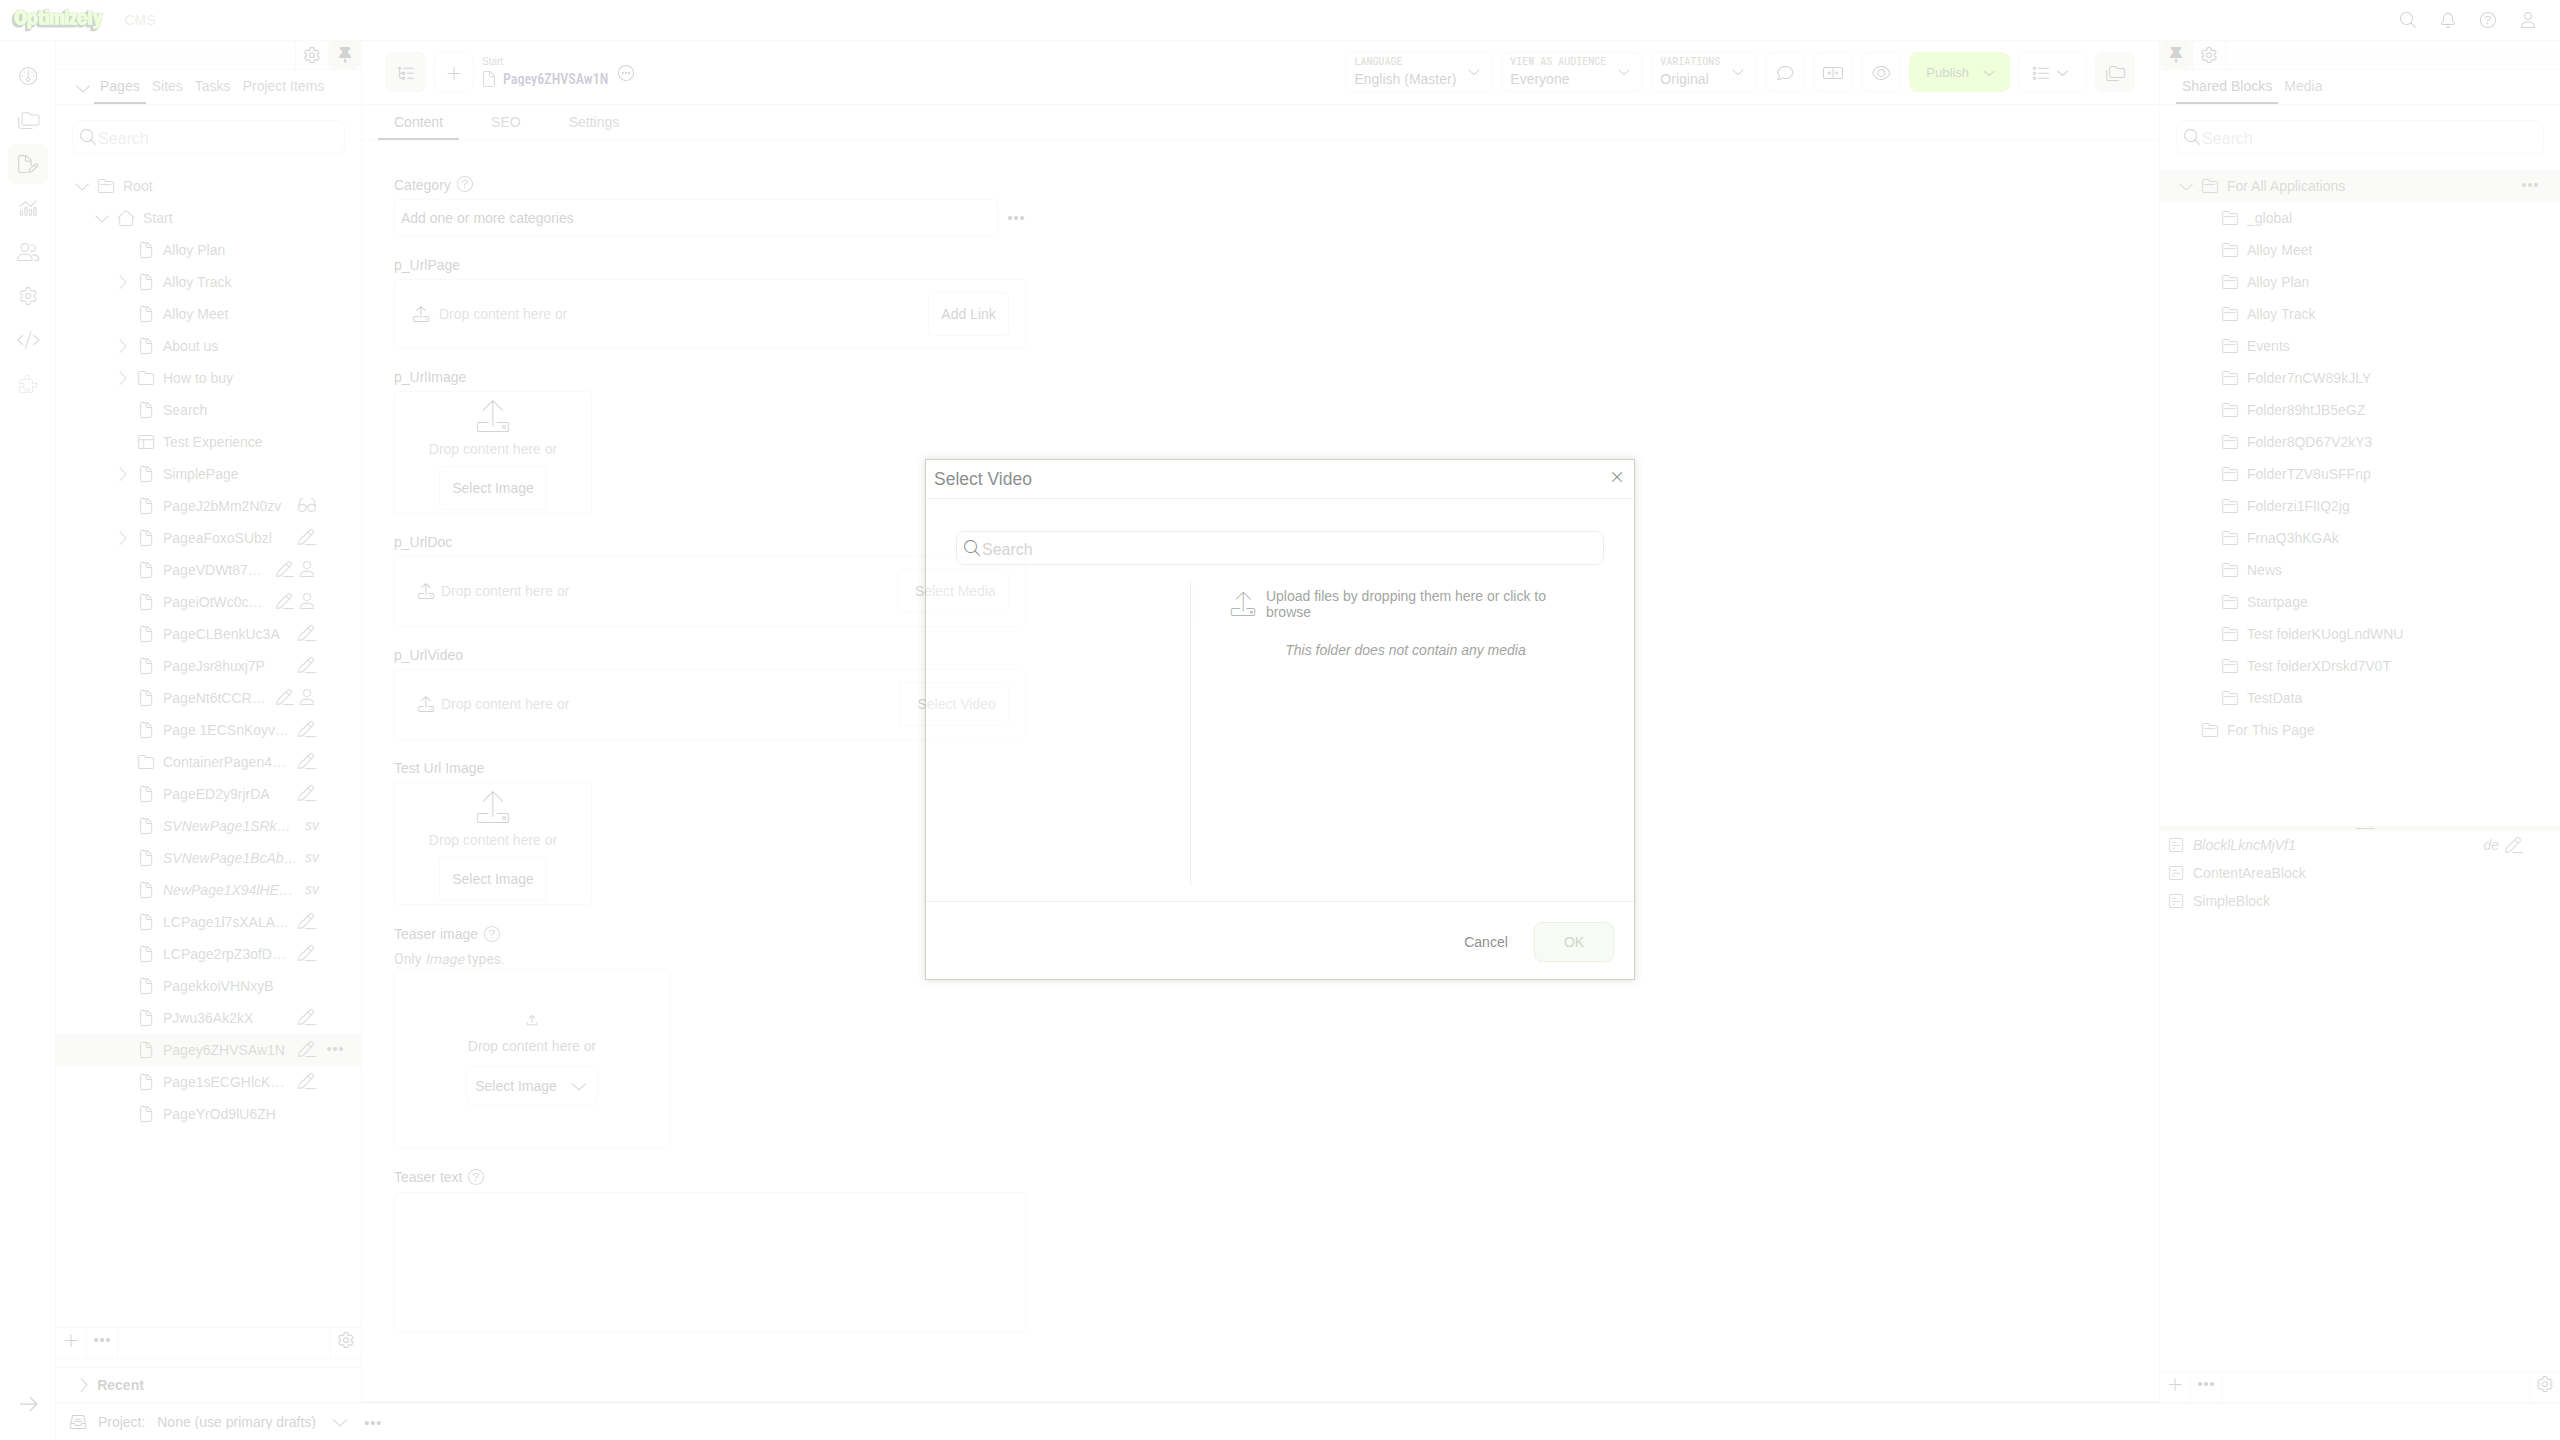 Optimizely
CMS
Pages Sites Tasks Project Items
Search
Root
Start
Alloy Plan
Alloy Track
Alloy Meet
About us
How to buy
Search
Test Experience
SimplePage
PageJ2bMm2N0zv
PageaFoxoSUbzl
PageVDWt87...
PageiOtWc0c...
PageCLBenkUc3A
PageJsr8huxj7P
PageNt6tCCR...
Page 1ECSnKoyv...
ContainerPagen4...
PageED2y9rjrDA
SVNewPage1SRk... sv
SVNewPage1BcAb... sv
NewPage1X94lHE... sv
LCPage1l7sXALA...
LCPage2rpZ3ofD...
PagekkoiVHNxyB
PJwu36Ak2kX
Pagey6ZHVSAw1N
Page1sECGHlcK...
PageYrOd9lU6ZH
Recent
Project: None (use primary drafts)
Start
Pagey6ZHVSAw1N
LANGUAGE
English (Master)
VIEW AS AUDIENCE
Everyone
VARIATIONS
Original
Publish
Content SEO Settings
Category
Add one or more categories
p_UrlPage
Drop content here or
Add Link
p_UrlImage
Drop content here or
Select Image
p_UrlDoc
Drop content here or
Select Media
p_UrlVideo
Drop content here or
Select Video
Test Url Image
Drop content here or
Select Image
Teaser image
Only Image types.
Drop content here or
Select Image
Teaser text
Select Video
Search
Upload files by dropping them here or click to
browse
This folder does not contain any media
Cancel
OK
Shared Blocks Media
Search
For All Applications
_global
Alloy Meet
Alloy Plan
Alloy Track
Events
Folder7nCW89kJLY
Folder89htJB5eGZ
Folder8QD67V2kY3
FolderTZV8uSFFnp
Folderzi1FlIQ2jg
FrnaQ3hKGAk
News
Startpage
Test folderKUogLndWNU
Test folderXDrskd7V0T
TestData
For This Page
BlocklLkncMjVf1 de
ContentAreaBlock
SimpleBlock